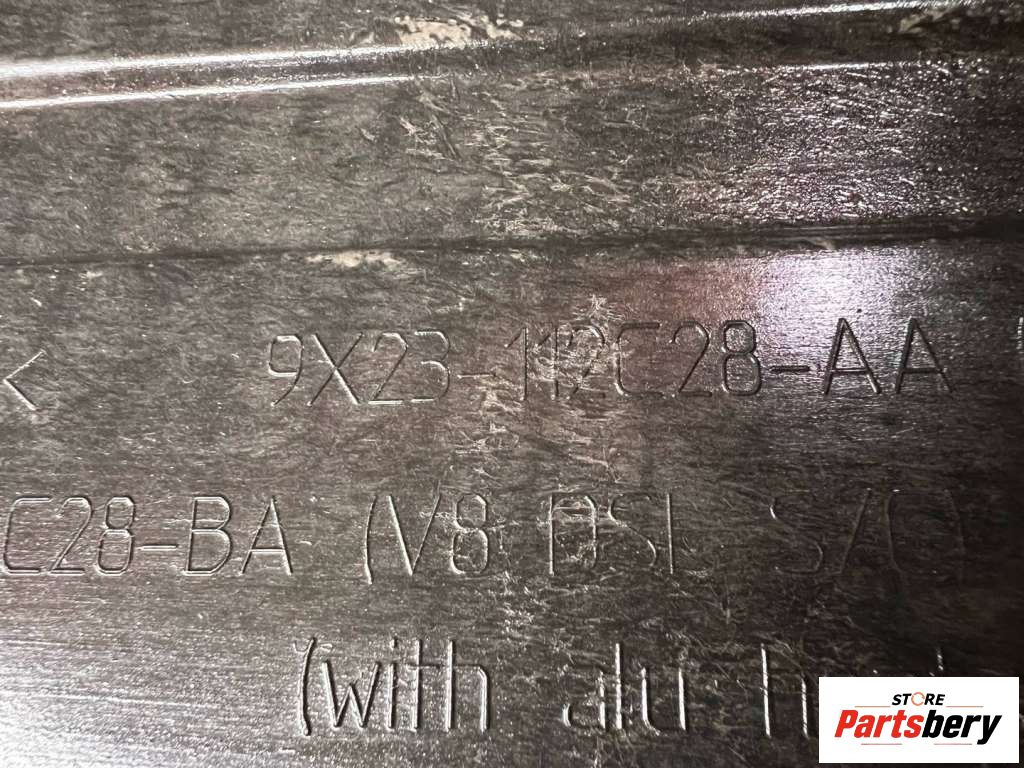 < 9X23-112C28-AA
C28-BA (V8 DSL S/C)
(with alu
STORE
Partsbery